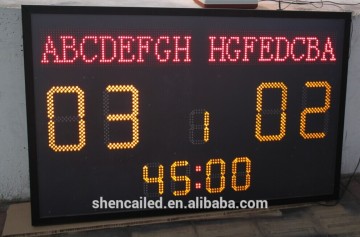 ABCDEFGH HGFEDCBA
03 1 02
45:00
shencailed.en.alibaba.com